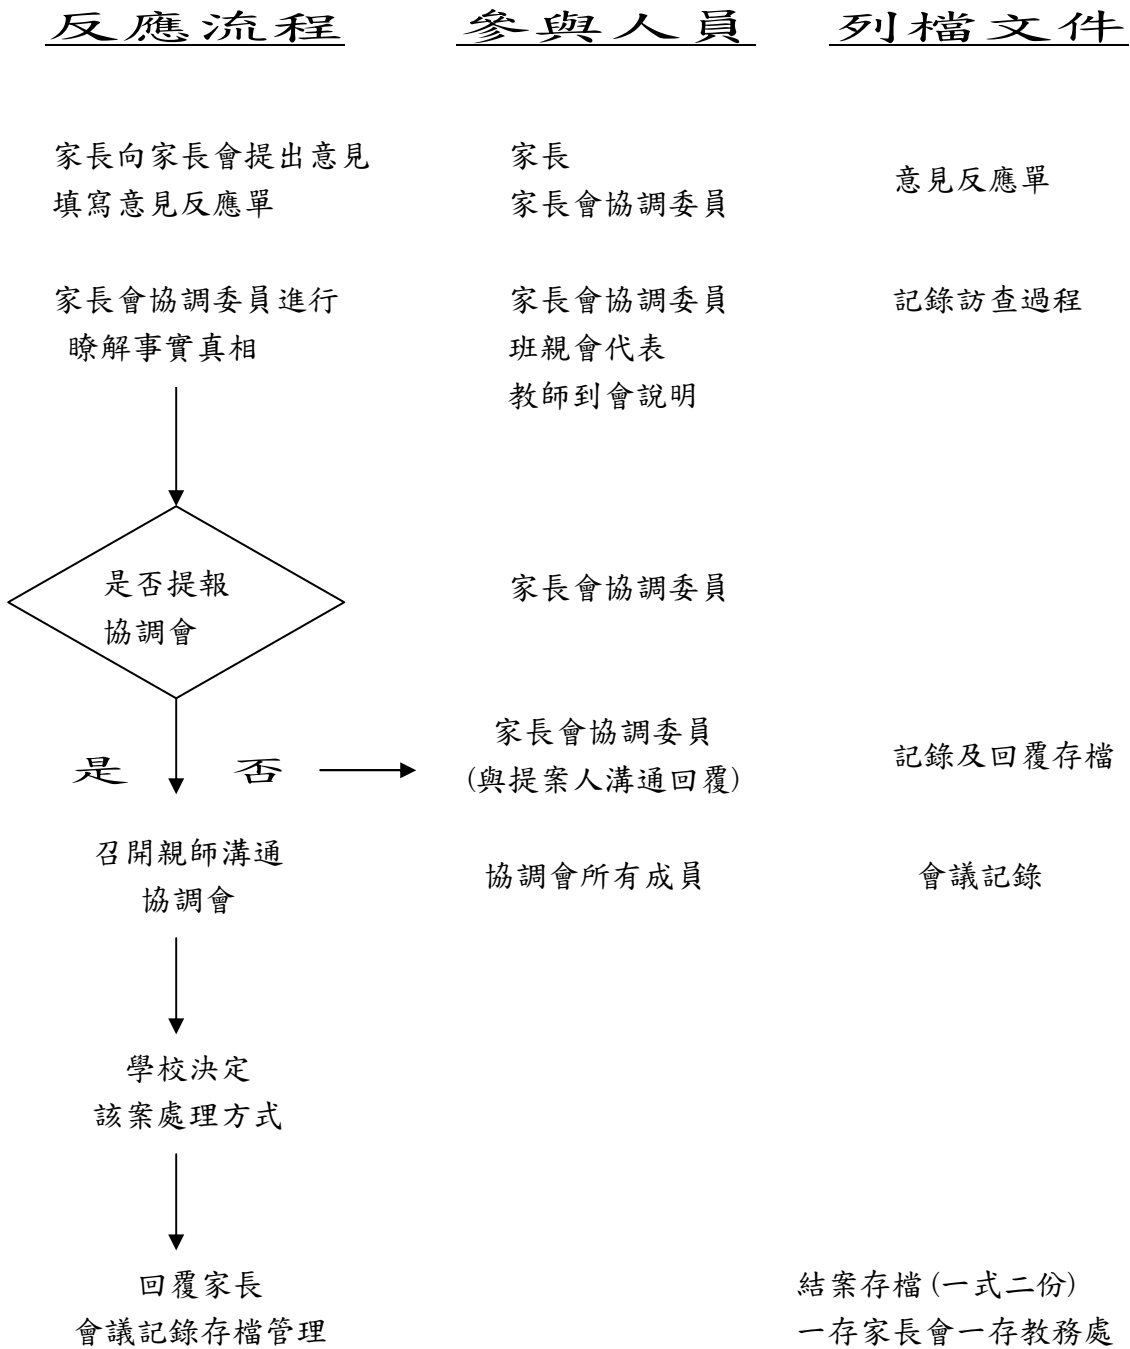 反應流程 參與人員 列檔文件
家長向家長會提出意見
填寫意見反應單
家長
家長會協調委員
意見反應單
家長會協調委員進行
瞭解事實真相
家長會協調委員
班親會代表
教師到會說明
記錄訪查過程
是否提報
協調會
家長會協調委員
是 否
家長會協調委員
(與提案人溝通回覆)
記錄及回覆存檔
召開親師溝通
協調會
協調會所有成員
會議記錄
學校決定
該案處理方式
回覆家長
會議記錄存檔管理
結案存檔(一式二份)
一存家長會一存教務處